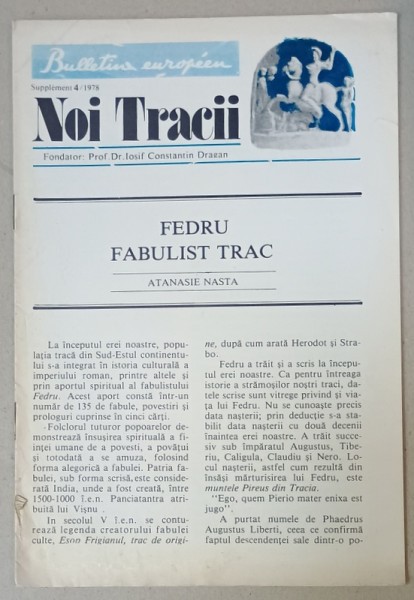 Bulletin européen
Supplement 4/1978
Noi Tracii
Fondator: Prof. Dr. Iosif Constantin Dragan
FEDRU
FABULIST TRAC
ATANASIE NASTA
La începutul erei noastre, popu-
lația tracă din Sud-Estul continentu-
lui s-a integrat în istoria culturală a
imperiului roman, printre altele și
prin aportul spiritual al fabulistului
Fedru. Acest aport constă într-un
număr de 135 de fabule, povestiri și
prologuri cuprinse în cinci cărți.
-Folclorul tuturor popoarelor de-
monstrează însușirea spirituală a fi-
inței umane de a povesti, a povățui
și totodată a se amuza, folosind
forma alegorică a fabulei. Patria fa-
bulei, sub forma scrisă, este conside-
rată India, unde a fost creată, între
1500-1000 î.e.n. Panciatantra atri-
buită lui Vișnu .
In secolul V î.e.n. se contu-
rează legenda creatorului fabulei
culte, Esop Frigianul, trac de origi-
ne, după cum arată Herodot și Stra-
bo.
Fedru a trăit și a scris la începu-
tul erei noastre. Ca pentru întreaga
istorie a strămoșilor noștri traci, da-
tele scrise sunt vitrege privind și via-
ța lui Fedru. Nu se cunoaște precis
data nașterii; prin deducție s-a sta-
bilit data nașterii cu două decenii
înaintea erei noastre. A trăit succe-
siv sub împăratul Augustus, Tibe-
riu, Caligula, Claudiu și Nero. Lo-
cul nașterii, astfel cum rezultă din
însăși mărturisirea lui Fedru, este
muntele Pireus din Tracia.
"Ego, quem Pierio mater enixa est
jugo".
A purtat numele de Phaedrus
Augustus Liberti, ceea ce confirmă
faptul descendenței sale dintr-o po-